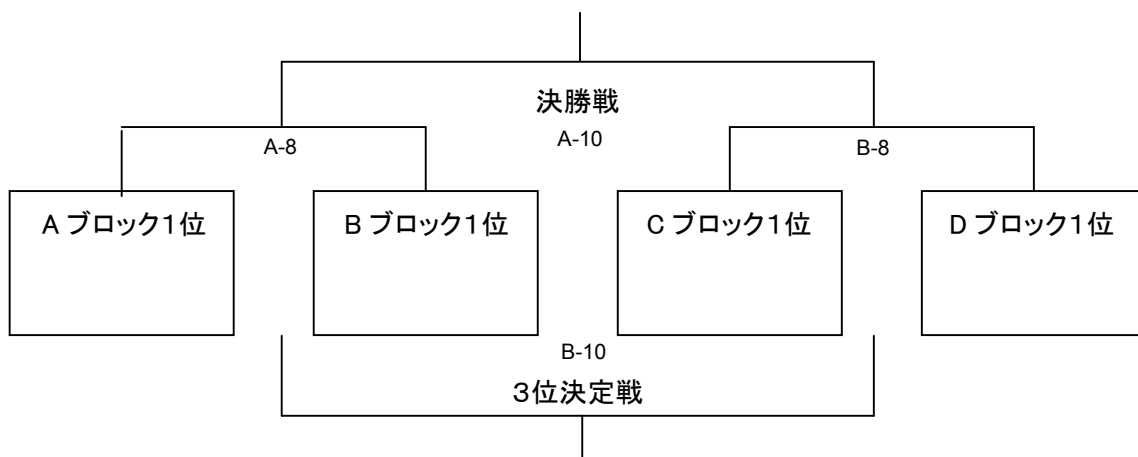 決勝戦
A-8
A-10
B-8
A ブロック１位
B ブロック１位
C ブロック１位
D ブロック１位
B-10
３位決定戦